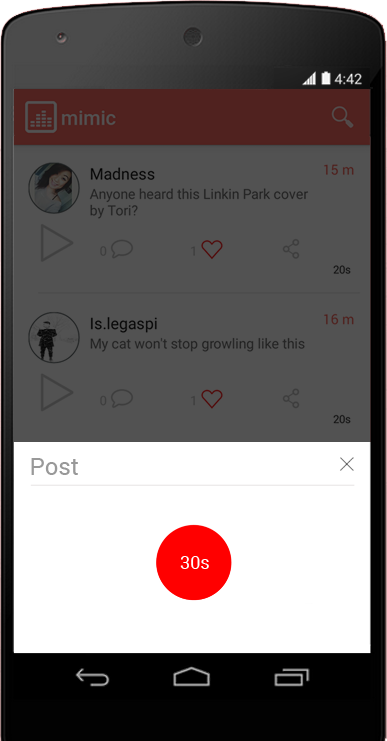 4:42
mimic
Madness
15 m
Anyone heard this Linkin Park cover
by Tori?
0
1
20s
Is.legaspi
16 m
My cat won't stop growling like this
0
1
20s
Post
30s